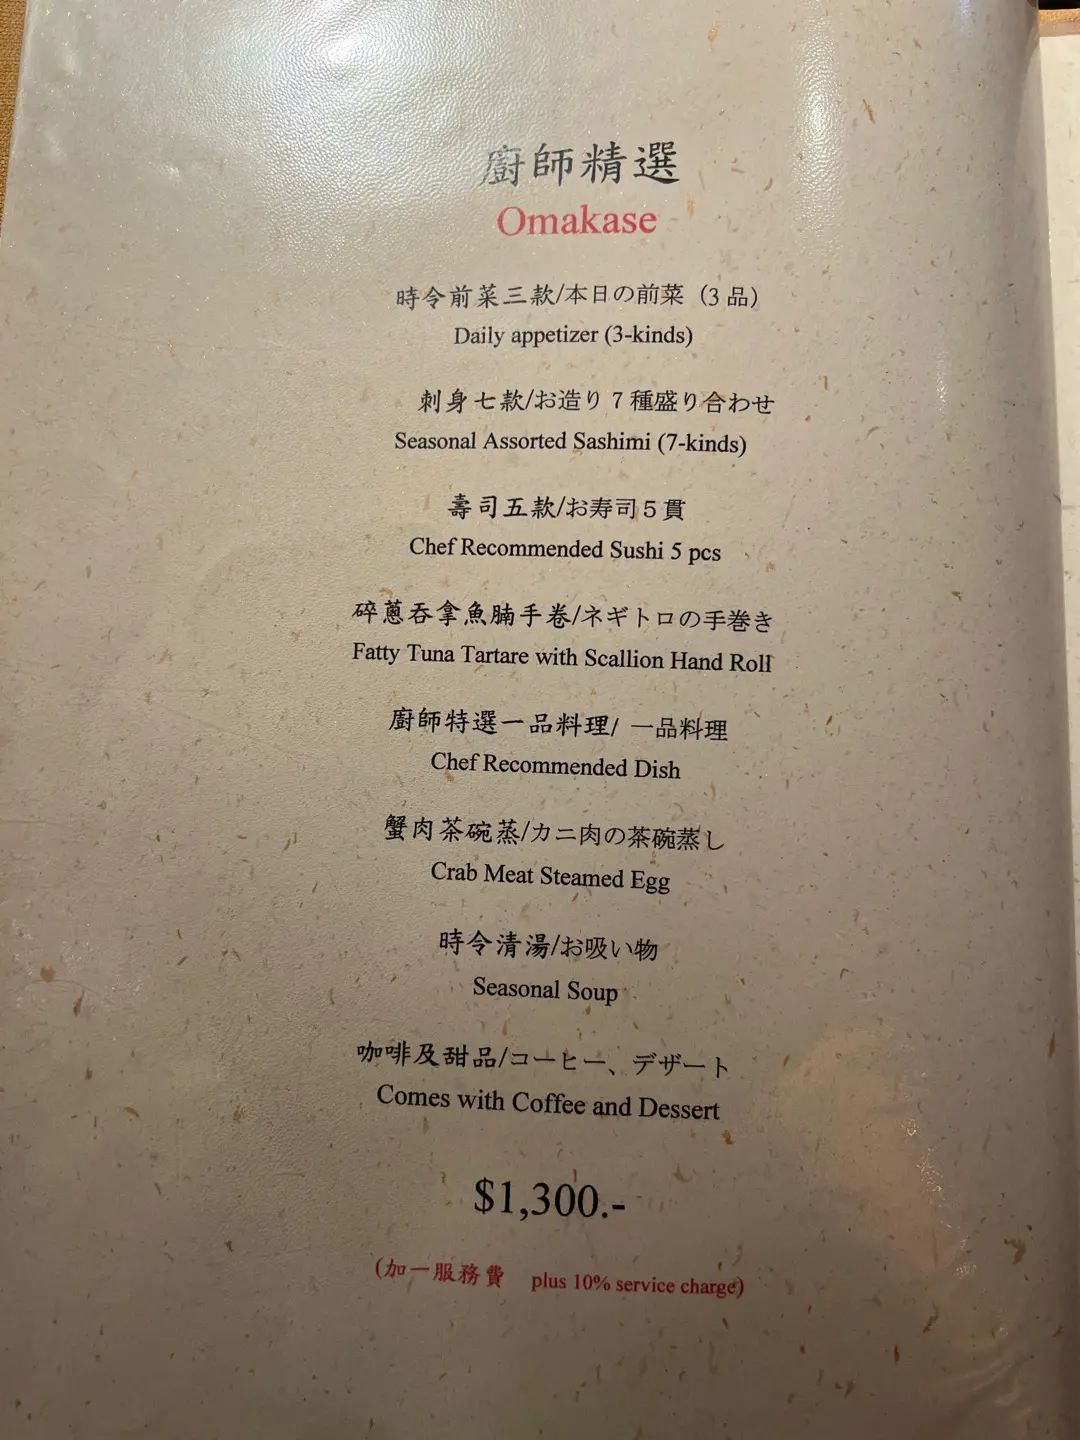 廚師精選
Omakase
時令前菜三款/本日の前菜（3 品）
Daily appetizer (3-kinds)
刺身七款/お造り 7 種盛り合わせ
Seasonal Assorted Sashimi (7-kinds)
壽司五款/お寿司５貫
Chef Recommended Sushi 5 pcs
碎蔥吞拿魚腩手卷/ネギトロの手巻き
Fatty Tuna Tartare with Scallion Hand Roll
廚師特選一品料理/ 一品料理
Chef Recommended Dish
蟹肉茶碗蒸/カニ肉の茶碗蒸し
Crab Meat Steamed Egg
時令清湯/お吸い物
Seasonal Soup
咖啡及甜品/コーヒー、デザート
Comes with Coffee and Dessert
$1,300.-
(加一服務費 plus 10% service charge)